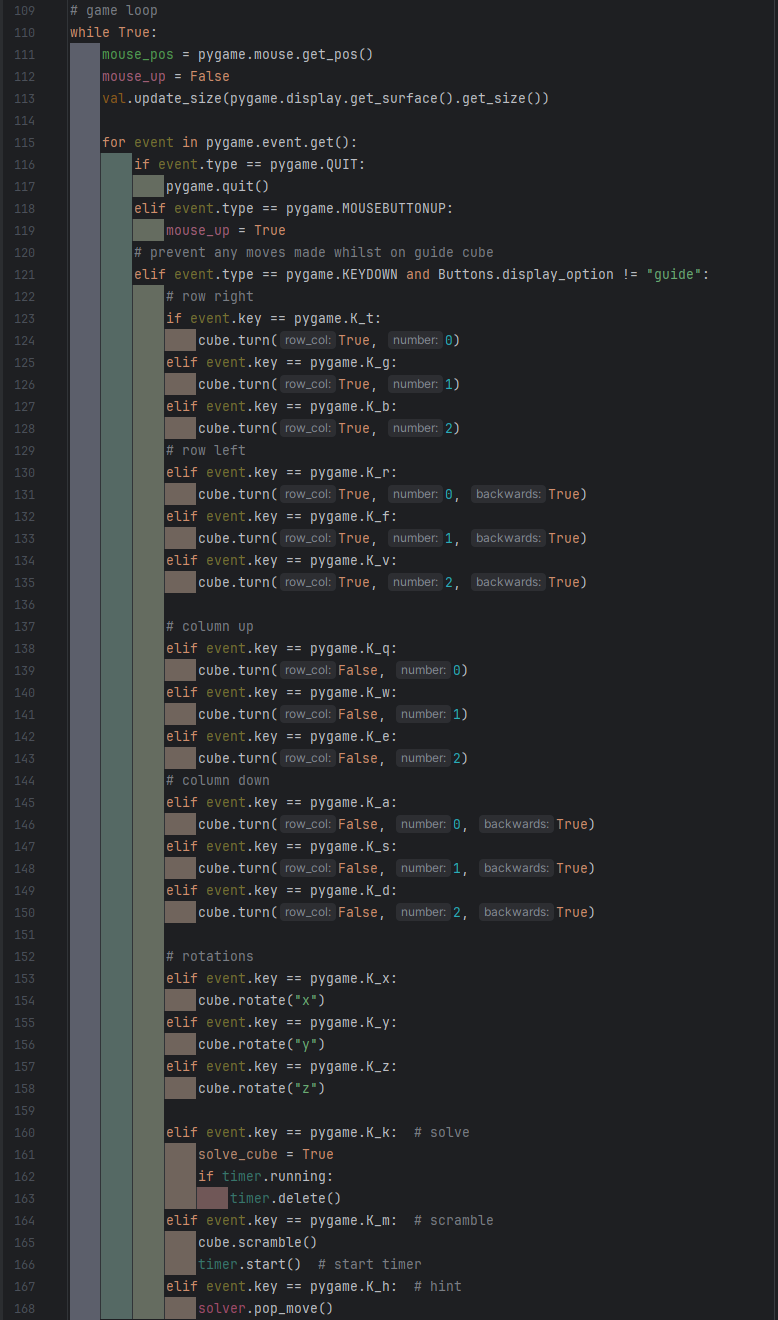 109 # game loop
110 while True:
111     mouse_pos = pygame.mouse.get_pos()
112     mouse_up = False
113     val.update_size(pygame.display.get_surface().get_size())
114
115     for event in pygame.event.get():
116         if event.type == pygame.QUIT:
117             pygame.quit()
118         elif event.type == pygame.MOUSEBUTTONUP:
119             mouse_up = True
120         # prevent any moves made whilst on guide cube
121         elif event.type == pygame.KEYDOWN and Buttons.display_option != "guide":
122             # row right
123             if event.key == pygame.K_t:
124                 cube.turn( row_col: True, number: 0)
125             elif event.key == pygame.K_g:
126                 cube.turn( row_col: True, number: 1)
127             elif event.key == pygame.K_b:
128                 cube.turn( row_col: True, number: 2)
129             # row left
130             elif event.key == pygame.K_r:
131                 cube.turn( row_col: True, number: 0, backwards: True)
132             elif event.key == pygame.K_f:
133                 cube.turn( row_col: True, number: 1, backwards: True)
134             elif event.key == pygame.K_v:
135                 cube.turn( row_col: True, number: 2, backwards: True)
136
137             # column up
138             elif event.key == pygame.K_q:
139                 cube.turn( row_col: False, number: 0)
140             elif event.key == pygame.K_w:
141                 cube.turn( row_col: False, number: 1)
142             elif event.key == pygame.K_e:
143                 cube.turn( row_col: False, number: 2)
144             # column down
145             elif event.key == pygame.K_a:
146                 cube.turn( row_col: False, number: 0, backwards: True)
147             elif event.key == pygame.K_s:
148                 cube.turn( row_col: False, number: 1, backwards: True)
149             elif event.key == pygame.K_d:
150                 cube.turn( row_col: False, number: 2, backwards: True)
151
152             # rotations
153             elif event.key == pygame.K_x:
154                 cube.rotate("x")
155             elif event.key == pygame.K_y:
156                 cube.rotate("y")
157             elif event.key == pygame.K_z:
158                 cube.rotate("z")
159
160             elif event.key == pygame.K_k:  # solve
161                 solve_cube = True
162                 if timer.running:
163                     timer.delete()
164             elif event.key == pygame.K_m:  # scramble
165                 cube.scramble()
166                 timer.start()  # start timer
167             elif event.key == pygame.K_h:  # hint
168                 solver.pop_move()